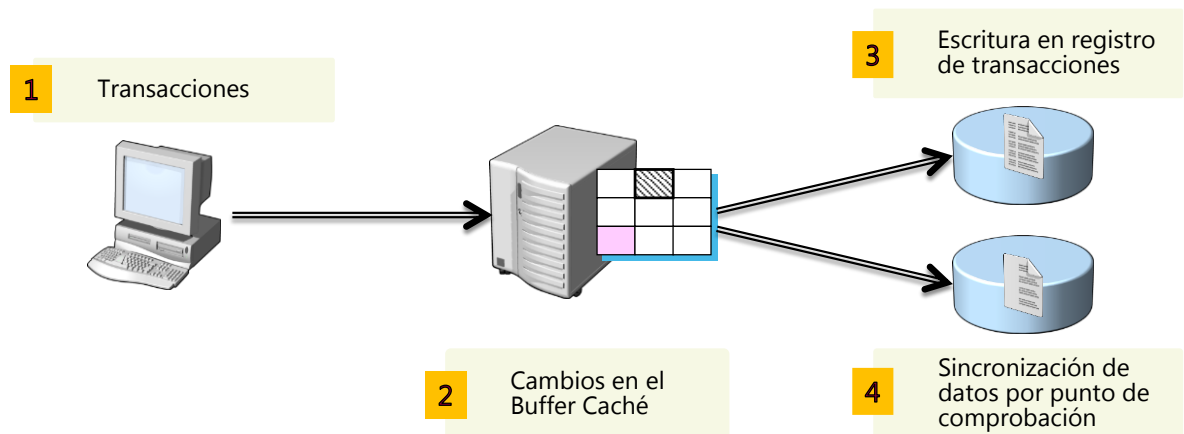 1
Transacciones
2
Cambios en el
Buffer Caché
3
Escritura en registro
de transacciones
4
Sincronización de
datos por punto de
comprobación